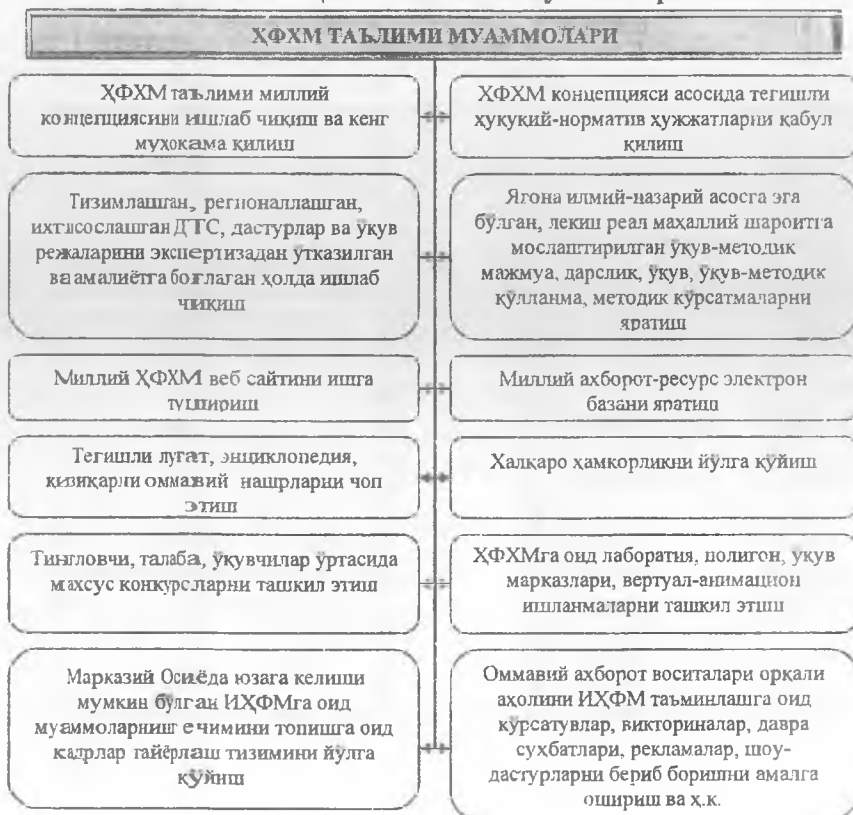 ҲФХМ ТАЪЛИМИ МУАММОЛАРИ
ҲФХМ таълими миллий
концепциясини ишлаб чиқиш ва кенг
муҳокама қилиш
ҲФХМ концепцияси асосида тегишли
ҳуқуқий-норматив ҳужжатларни қабул
қилиш
Тизимлашган, регионаллашган,
ихтисослашган ДТС, дастурлар ва ўқув
режаларини экспертизадан ўтказилган
ва амалиётга боғлаган ҳолда ишлаб
чиқиш
Ягона илмий-назарий асосга эга
бўлган, лекин реал маҳаллий шароитга
мослаштирилган ўқув-методик
мажмуа, дарслик, ўқув, ўқув-методик
қўлланма, методик кўрсатмаларни
яратиш
Миллий ҲФХМ веб сайтини ишга
тушириш
Миллий ахборот-ресурс электрон
базани яратиш
Тегишли луғат, энциклопедия,
қизиқарли оммавий нашрларни чоп
этиш
Халқаро ҳамкорликни йўлга қўйиш
Тингловчи, талаба, ўқувчилар ўртасида
махсус конкурсларни ташкил этиш
ҲФХМга оид лаборатия, полигон, ўқув
марказлари, вертуал-анимацион
ишланмаларни ташкил этиш
Марказий Осиёда юзага келиши
мумкин бўлган ИҲФМга оид
муаммоларнинг ечимини топишга оид
кадрлар тайёрлаш тизимини йўлга
қўйиш
Оммавий ахборот воситалари орқали
аҳолини ИҲФМ таъминлашга оид
кўрсатувлар, викториналар, давра
суҳбатлари, рекламалар, шоу-
дастурларни бериб боришни амалга
ошириш ва ҳ.к.